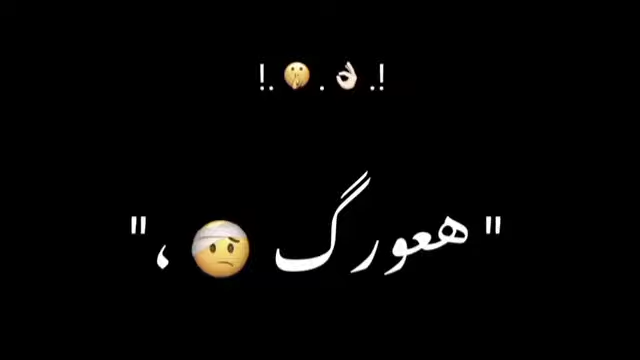 !. 🤫 . 👌🏻 .!
" هعورگ 🤕 ، "